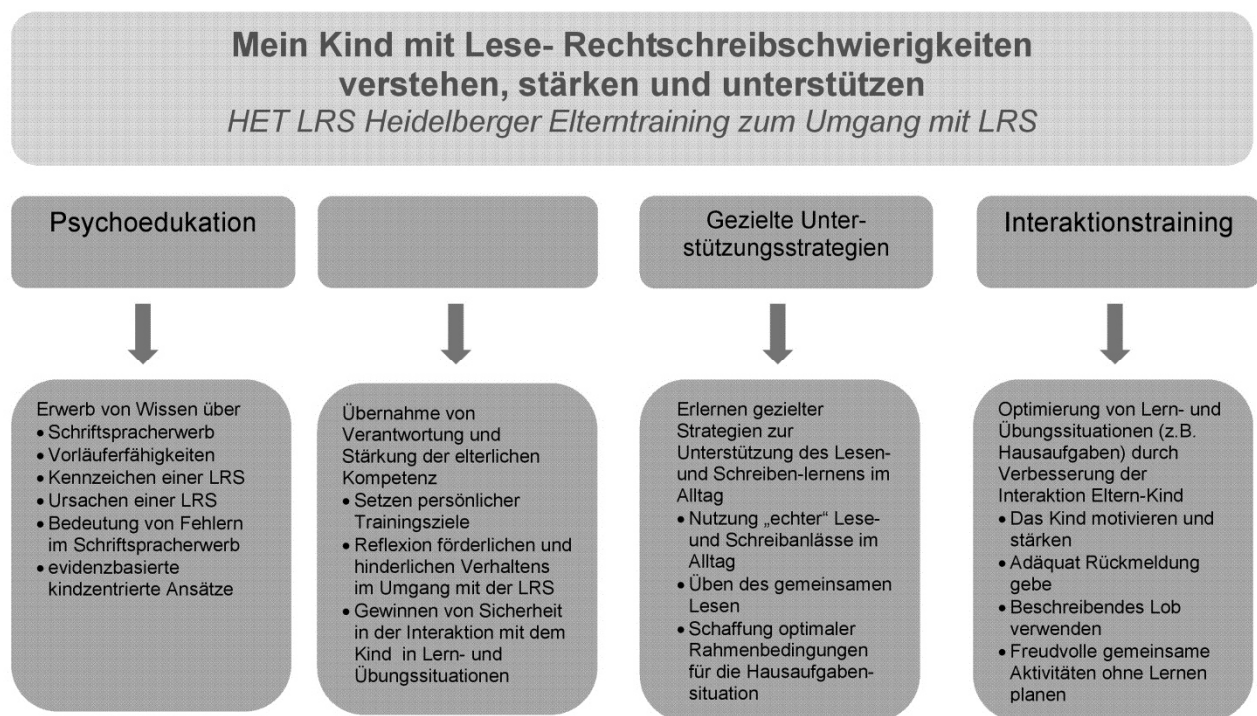 Mein Kind mit Lese- Rechtschreibschwierigkeiten
verstehen, stärken und unterstützen
HET LRS Heidelberger Elterntraining zum Umgang mit LRS
Psychoedukation
Gezielte Unter-
stützungsstrategien
Interaktionstraining
Erwerb von Wissen über
• Schriftspracherwerb
• Vorläuferfähigkeiten
• Kennzeichen einer LRS
• Ursachen einer LRS
• Bedeutung von Fehlern
im Schriftspracherwerb
• evidenzbasierte
kindzentrierte Ansätze
Übernahme von
Verantwortung und
Stärkung der elterlichen
Kompetenz
• Setzen persönlicher
Trainingsziele
• Reflexion förderlichen und
hinderlichen Verhaltens
im Umgang mit der LRS
• Gewinnen von Sicherheit
in der Interaktion mit dem
Kind in Lern- und
Übungssituationen
Erlernen gezielter
Strategien zur
Unterstützung des Lesen-
und Schreiben-lernens im
Alltag
• Nutzung „echter“ Lese-
und Schreibanlässe im
Alltag
• Üben des gemeinsamen
Lesen
• Schaffung optimaler
Rahmenbedingungen
für die Hausaufgaben-
situation
Optimierung von Lern- und
Übungssituationen (z.B.
Hausaufgaben) durch
Verbesserung der
Interaktion Eltern-Kind
• Das Kind motivieren und
stärken
• Adäquat Rückmeldung
gebe
• Beschreibendes Lob
verwenden
• Freudvolle gemeinsame
Aktivitäten ohne Lernen
planen